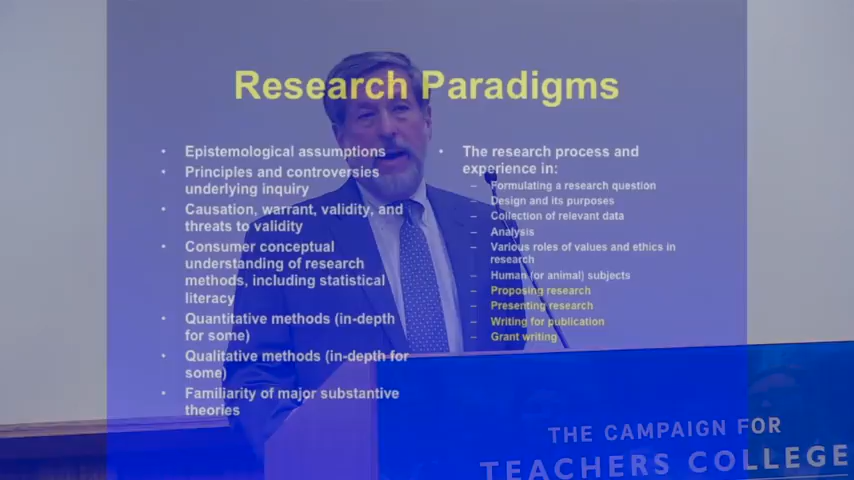 Research Paradigms
• Epistemological assumptions
• Principles and controversies
underlying inquiry
• Causation, warrant, validity, and
threats to validity
• Consumer conceptual
understanding of research
methods, including statistical
literacy
• Quantitative methods (in-depth
for some)
• Qualitative methods (in-depth for
some)
• Familiarity of major substantive
theories
• The research process and
experience in:
– Formulating a research question
– Design and its purposes
– Collection of relevant data
– Analysis
– Various roles of values and ethics in
research
– Human (or animal) subjects
– Proposing research
– Presenting research
– Writing for publication
– Grant writing
THE CAMPAIGN FOR
TEACHERS COLLEGE